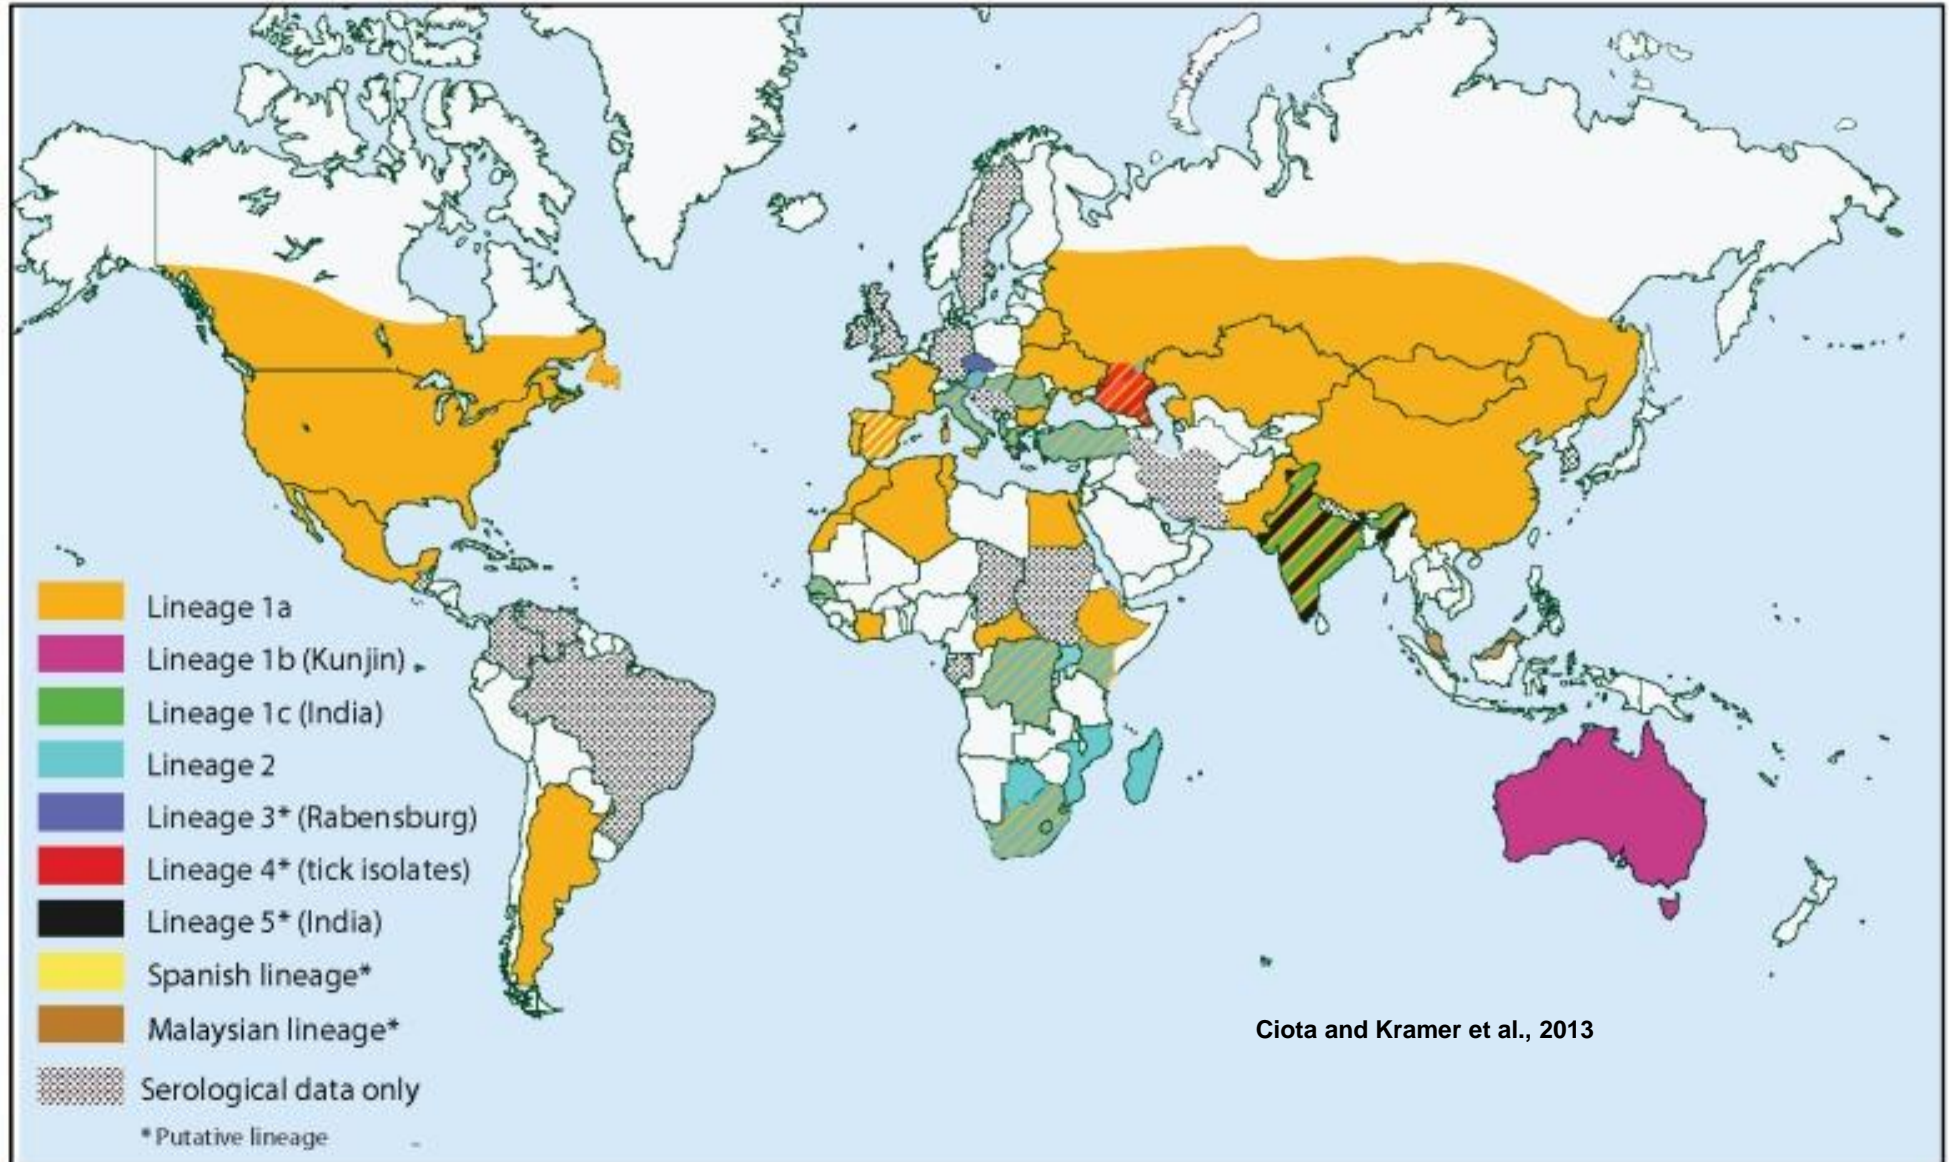 Lineage 1a
Lineage 1b (Kunjin)
Lineage 1c (India)
Lineage 2
Lineage 3* (Rabensburg)
Lineage 4* (tick isolates)
Lineage 5* (India)
Spanish lineage*
Malaysian lineage*
Serological data only
* Putative lineage
Ciota and Kramer et al., 2013